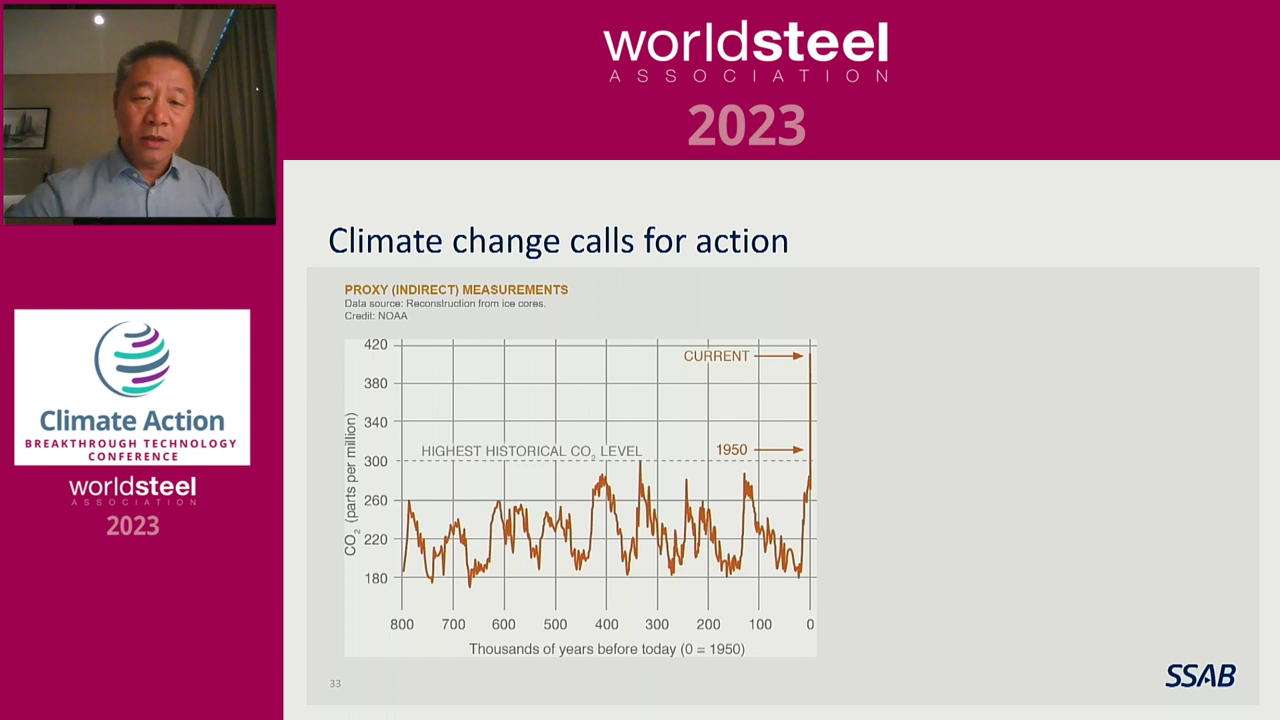 worldsteel
ASSOCIATION
2023
Climate change calls for action
PROXY (INDIRECT) MEASUREMENTS
Data source: Reconstruction from ice cores.
Credit: NOAA
420
380
340
300
260
220
180
CO₂ (parts per million)
CURRENT
HIGHEST HISTORICAL CO₂ LEVEL
1950
800 700 600 500 400 300 200 100 0
Thousands of years before today (0 = 1950)
33
SSAB
Climate Action
BREAKTHROUGH TECHNOLOGY
CONFERENCE
worldsteel
ASSOCIATION
2023